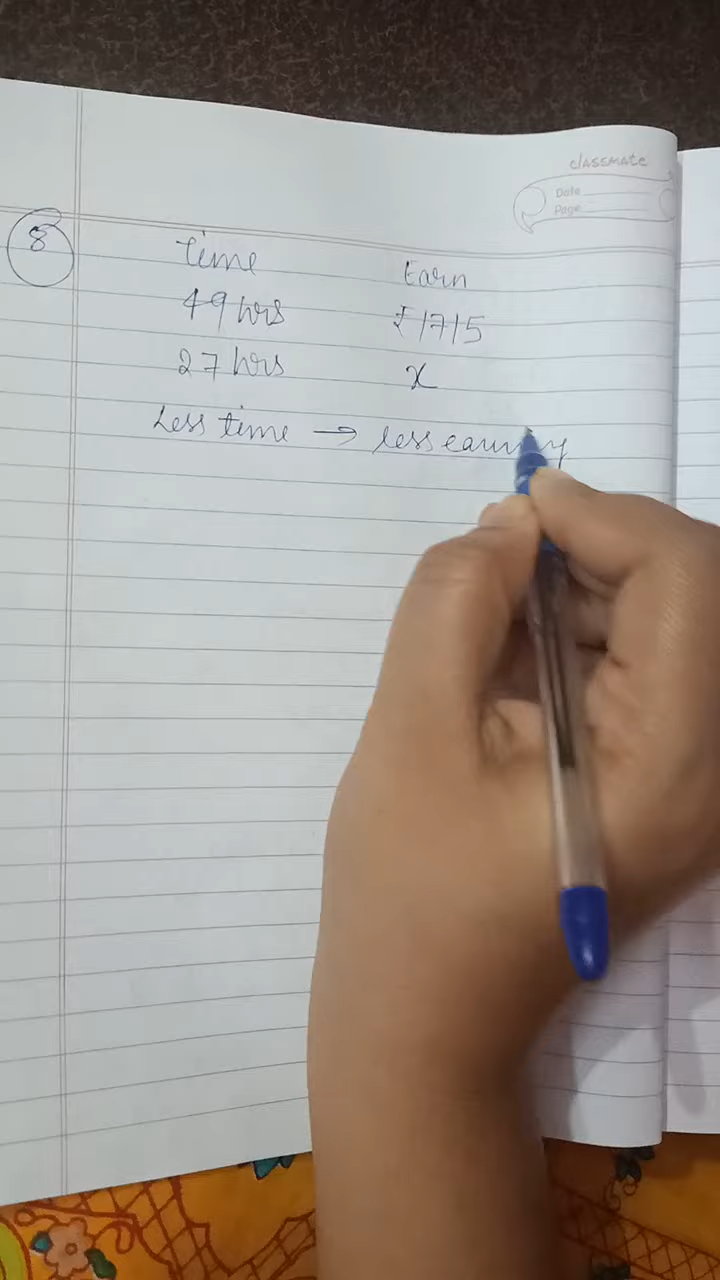 classmate
Date
Page
8
Time Earn
49 hrs ₹1715
27 hrs x
Less time → less earning